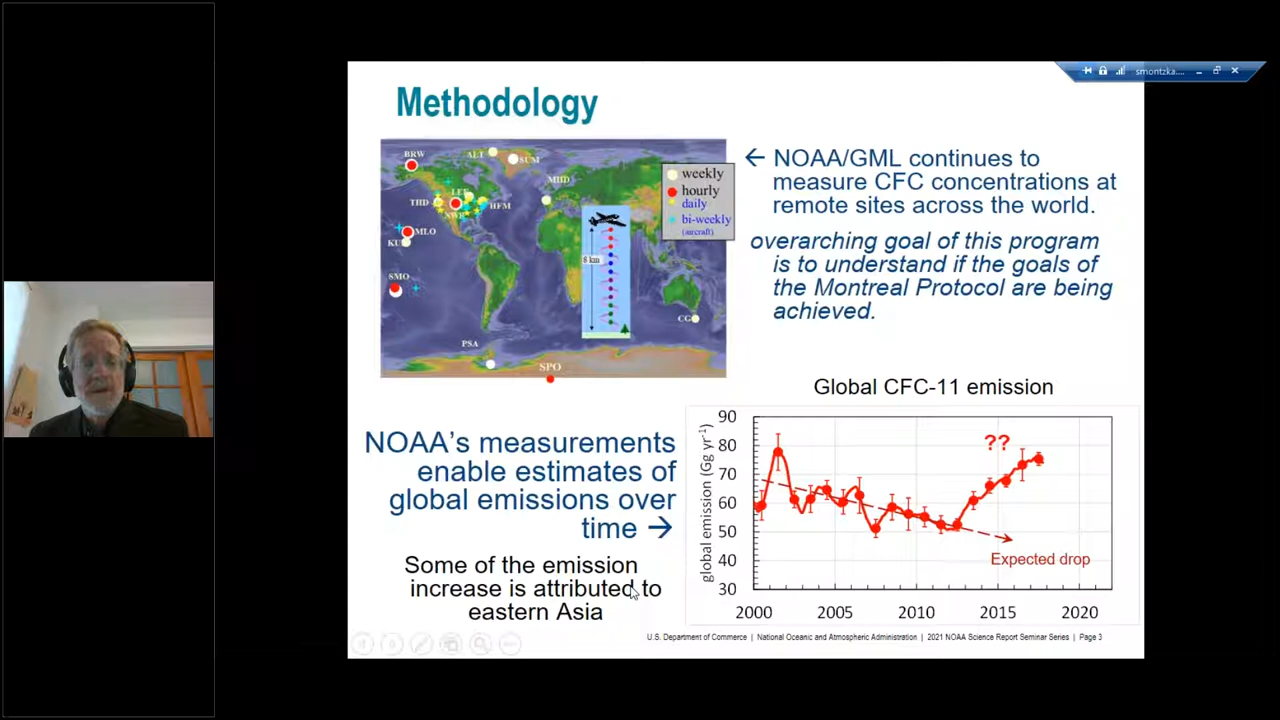 smontzka....
Methodology
BRW
ALT
SUM
MHD
LEF
THD
NWR
HFM
MLO
KUM
SMO
CGO
PSA
SPO
8 km
weekly
hourly
daily
bi-weekly
(aircraft)
← NOAA/GML continues to
measure CFC concentrations at
remote sites across the world.
overarching goal of this program
is to understand if the goals of
the Montreal Protocol are being
achieved.
NOAA's measurements
enable estimates of
global emissions over
time →
Some of the emission
increase is attributed to
eastern Asia
Global CFC-11 emission
global emission (Gg yr⁻¹)
90
80
70
60
50
40
30
2000 2005 2010 2015 2020
??
Expected drop
U.S. Department of Commerce | National Oceanic and Atmospheric Administration | 2021 NOAA Science Report Seminar Series | Page 3